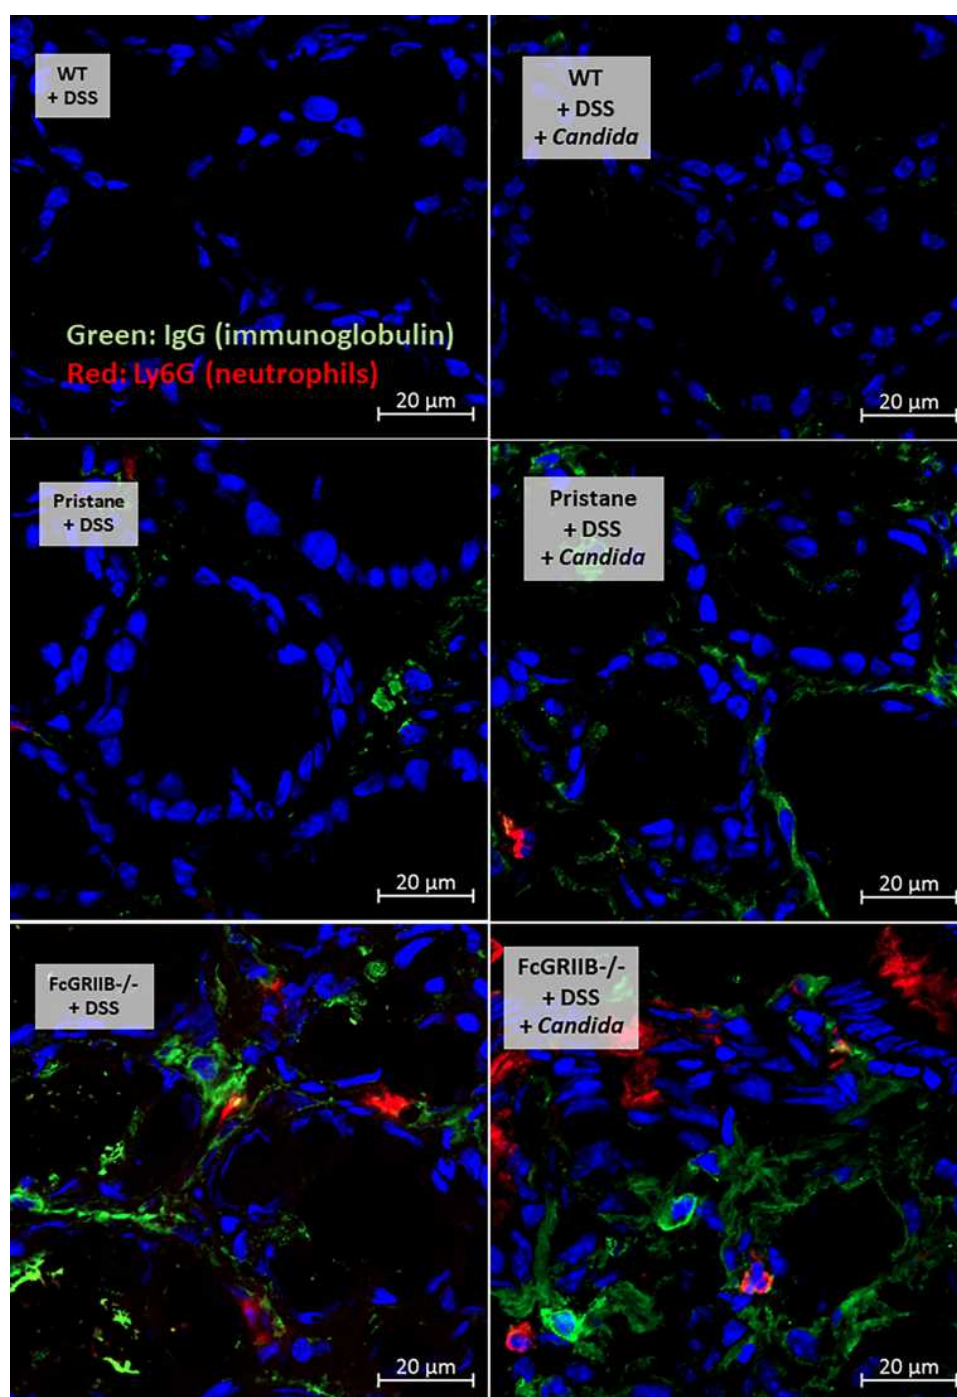 WT
+ DSS
WT
+ DSS
+ Candida
Green: IgG (immunoglobulin)
Red: Ly6G (neutrophils)
20 µm
20 µm
Pristane
+ DSS
Pristane
+ DSS
+ Candida
20 µm
20 µm
FcGRIIB-/-
+ DSS
FcGRIIB-/-
+ DSS
+ Candida
20 µm
20 µm